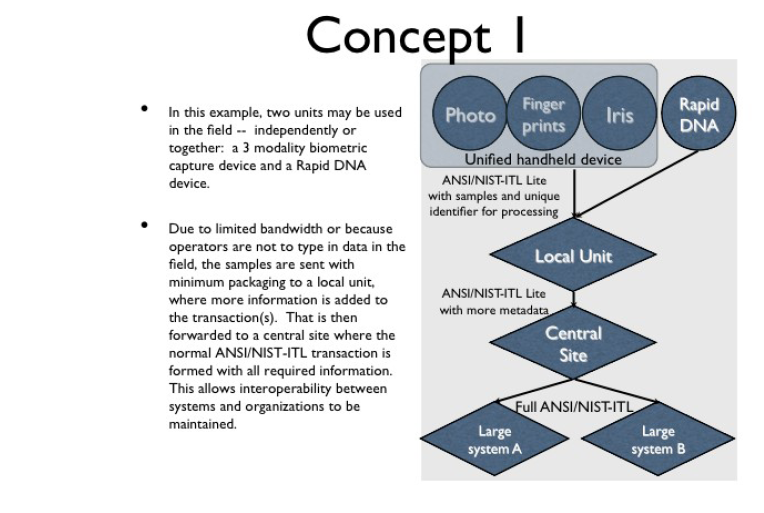 Concept 1
• In this example, two units may be used
in the field -- independently or
together: a 3 modality biometric
capture device and a Rapid DNA
device.
• Due to limited bandwidth or because
operators are not to type in data in the
field, the samples are sent with
minimum packaging to a local unit,
where more information is added to
the transaction(s). That is then
forwarded to a central site where the
normal ANSI/NIST-ITL transaction is
formed with all required information.
This allows interoperability between
systems and organizations to be
maintained.
Photo
Finger
prints
Iris
Rapid
DNA
Unified handheld device
ANSI/NIST-ITL Lite
with samples and unique
identifier for processing
Local Unit
ANSI/NIST-ITL Lite
with more metadata
Central
Site
Full ANSI/NIST-ITL
Large
system A
Large
system B